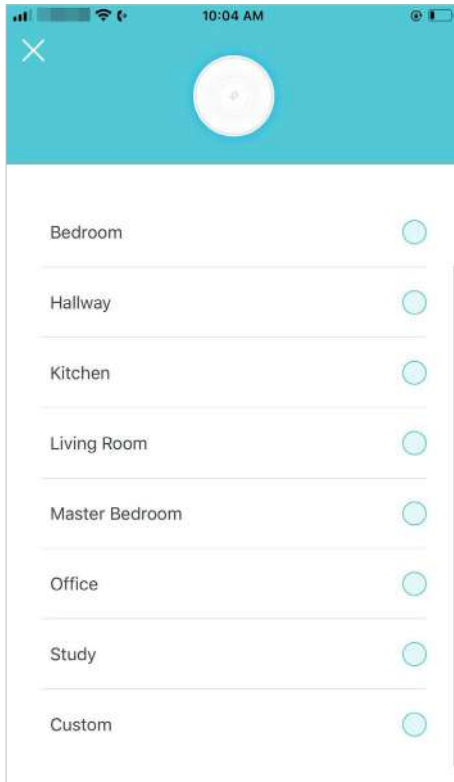 10:04 AM
Bedroom
Hallway
Kitchen
Living Room
Master Bedroom
Office
Study
Custom